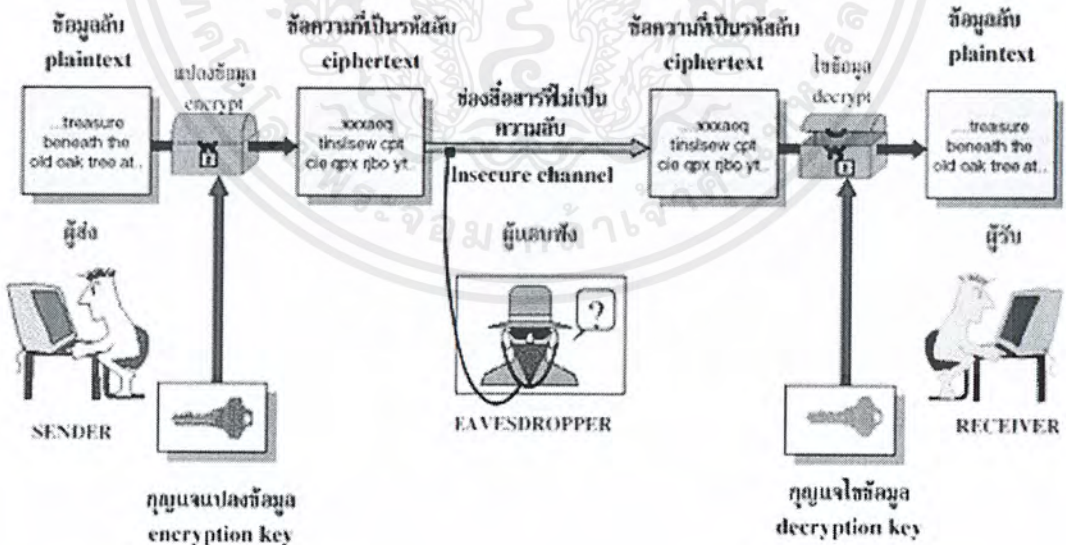 ข้อมูลลับ
plaintext
แปลงข้อมูล
encrypt
ข้อความที่เป็นรหัสลับ
ciphertext
ช่องสื่อสารที่ไม่เป็น
ความลับ
Insecure channel
ข้อความที่เป็นรหัสลับ
ciphertext
ไขข้อมูล
decrypt
ข้อมูลลับ
plaintext
...treasure
beneath the
old oak tree at..
...xxxaeq
tinslsew cpt
cie qpx ŋbo yt..
...xxxaeq
tinslsew cpt
cie qpx ŋbo yt..
....treasure
beneath the
old oak tree at..
ผู้ส่ง
ผู้แอบฟัง
ผู้รับ
?
SENDER
EAVESDROPPER
RECEIVER
กุญแจแปลงข้อมูล
encryption key
กุญแจไขข้อมูล
decryption key